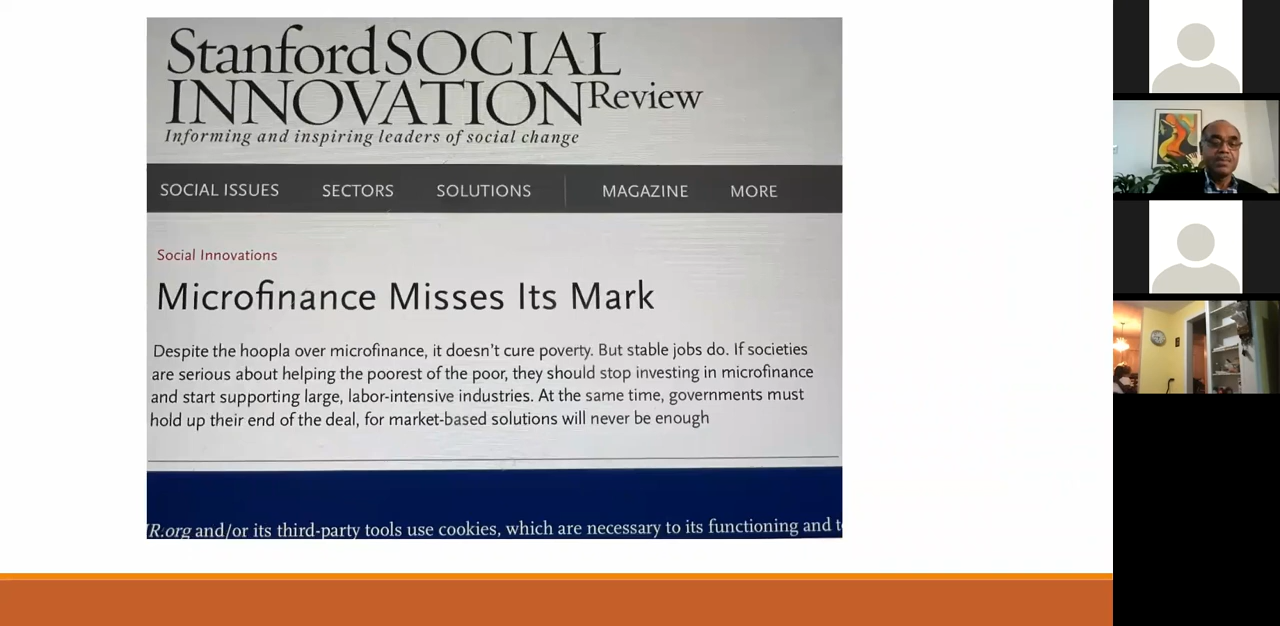 StanfordSOCIAL
INNOVATIONReview
Informing and inspiring leaders of social change
SOCIAL ISSUES SECTORS SOLUTIONS MAGAZINE MORE
Social Innovations
Microfinance Misses Its Mark
Despite the hoopla over microfinance, it doesn't cure poverty. But stable jobs do. If societies
are serious about helping the poorest of the poor, they should stop investing in microfinance
and start supporting large, labor-intensive industries. At the same time, governments must
hold up their end of the deal, for market-based solutions will never be enough
R.org and/or its third-party tools use cookies, which are necessary to its functioning and